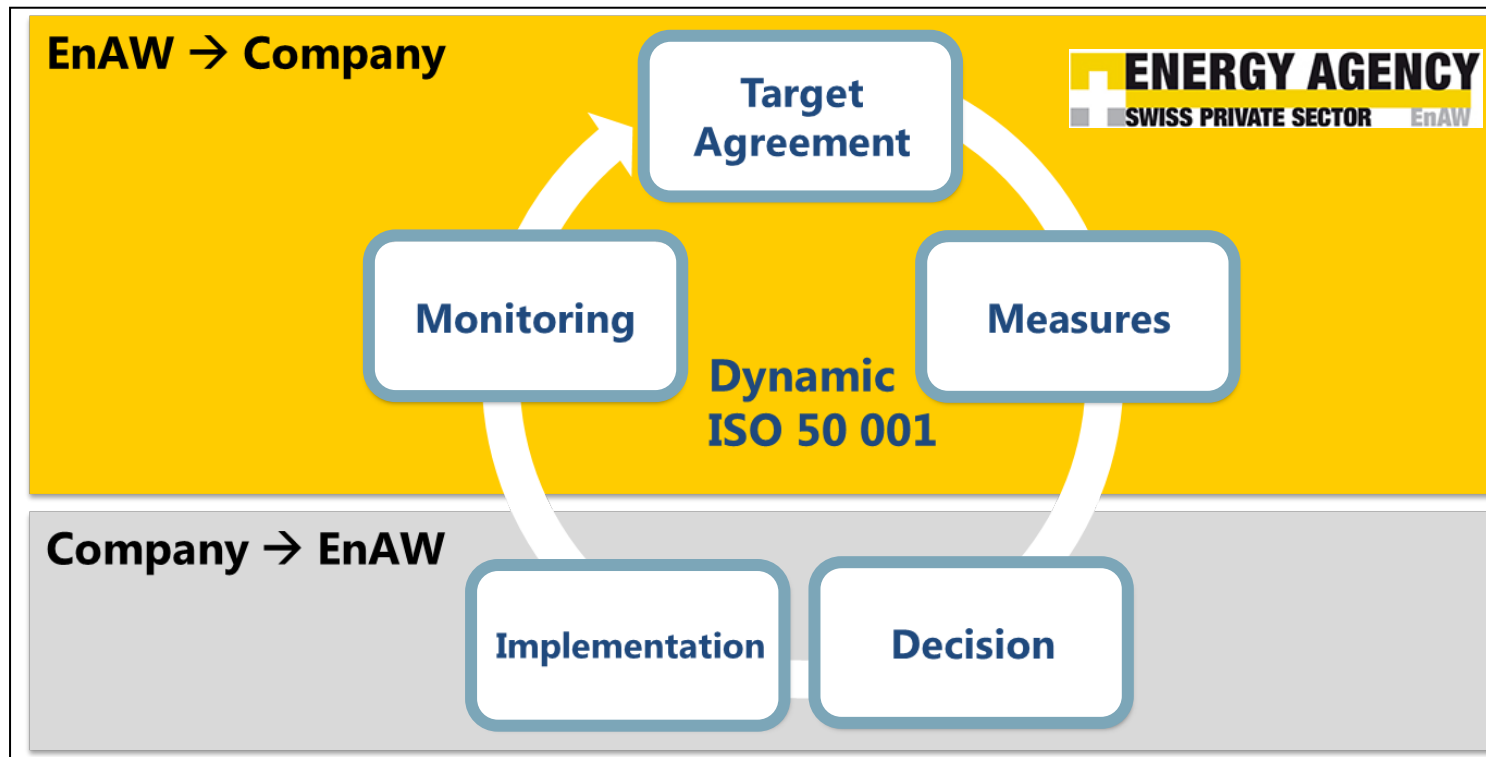 EnAW → Company
ENERGY AGENCY
SWISS PRIVATE SECTOR EnAW
Target
Agreement
Monitoring
Measures
Dynamic
ISO 50 001
Company → EnAW
Implementation
Decision